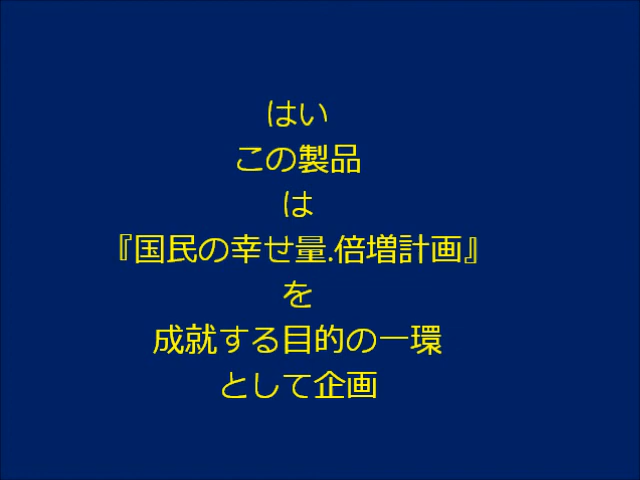 はい
この製品
は
『国民の幸せ量.倍増計画』
を
成就する目的の一環
として企画